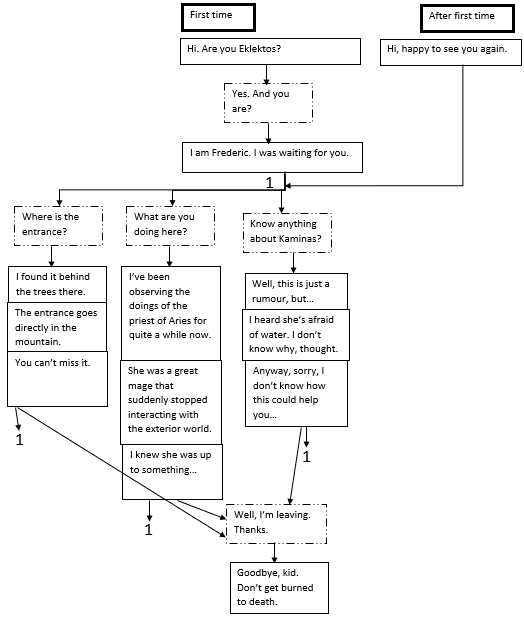 First time
After first time
Hi. Are you Eklektos?
Hi, happy to see you again.
Yes. And you
are?
I am Frederic. I was waiting for you.
1
Where is the
entrance?
What are you
doing here?
Know anything
about Kaminas?
I found it behind
the trees there.
The entrance goes
directly in the
mountain.
You can't miss it.
1
I've been
observing the
doings of the
priest of Aries for
quite a while now.
She was a great
mage that
suddenly stopped
interacting with
the exterior world.
I knew she was up
to something...
1
Well, this is just a
rumour, but...
I heard she's afraid
of water. I don't
know why, thought.
Anyway, sorry, I
don't know how
this could help
you...
1
Well, I'm leaving.
Thanks.
Goodbye, kid.
Don't get burned
to death.